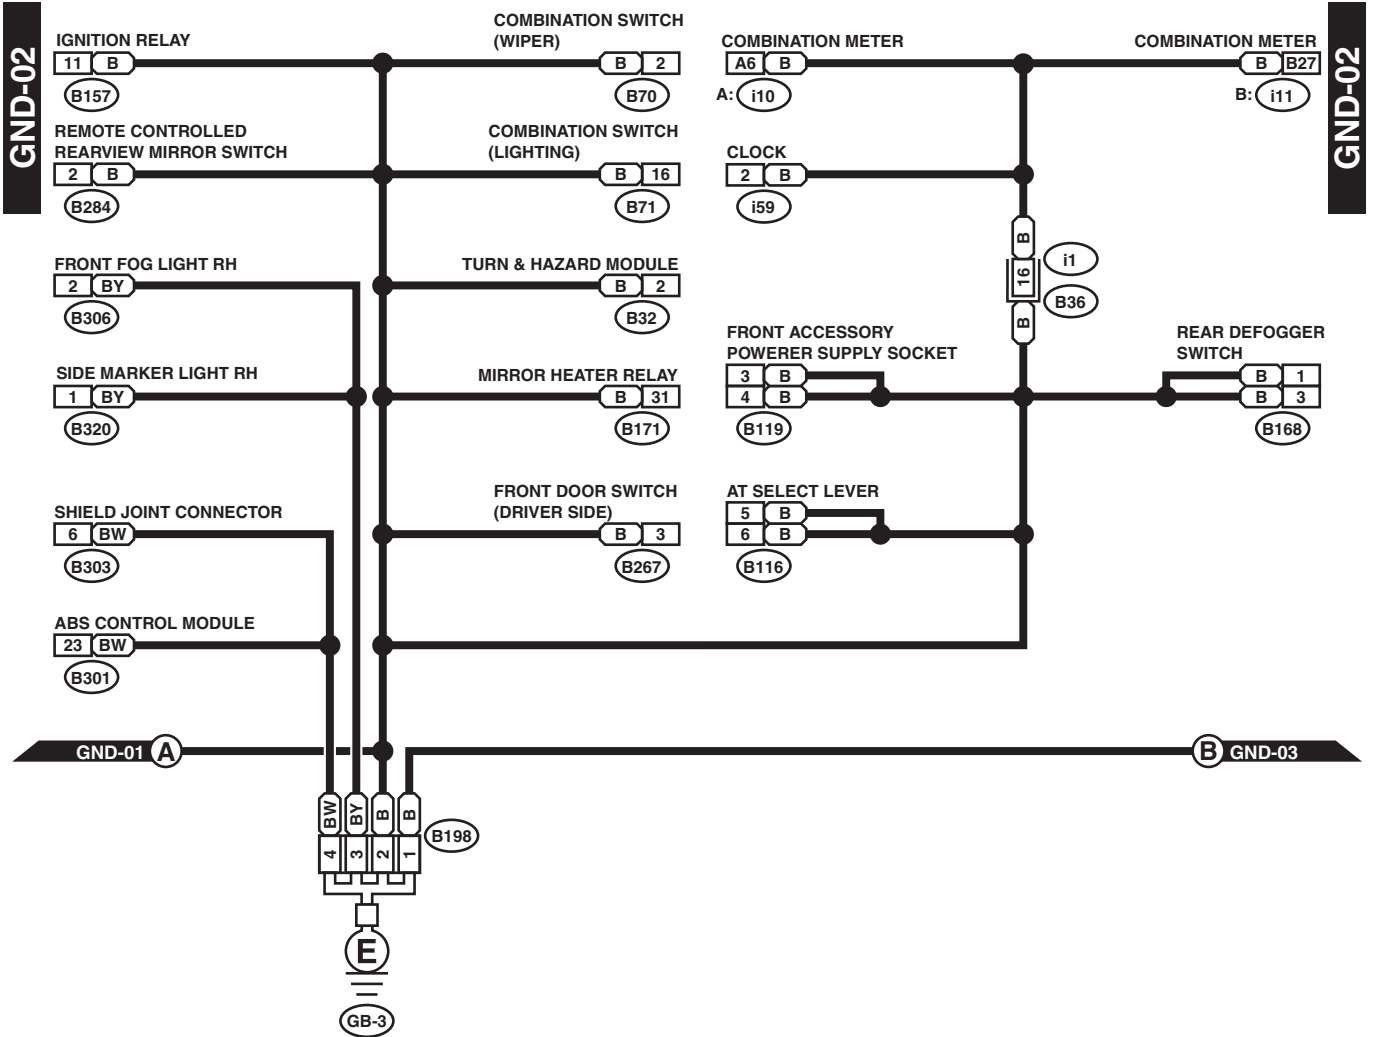 GND-02
GND-02
IGNITION RELAY
11 B
B157
COMBINATION SWITCH
(WIPER)
B 2
B70
COMBINATION METER
A6 B
A: i10
COMBINATION METER
B B27
B: i11
REMOTE CONTROLLED
REARVIEW MIRROR SWITCH
2 B
B284
COMBINATION SWITCH
(LIGHTING)
B 16
B71
CLOCK
2 B
i59
FRONT FOG LIGHT RH
2 BY
B306
TURN & HAZARD MODULE
B 2
B32
B
16
B
i1
B36
SIDE MARKER LIGHT RH
1 BY
B320
MIRROR HEATER RELAY
B 31
B171
FRONT ACCESSORY
POWERER SUPPLY SOCKET
3 B
4 B
B119
REAR DEFOGGER
SWITCH
B 1
B 3
B168
SHIELD JOINT CONNECTOR
6 BW
B303
FRONT DOOR SWITCH
(DRIVER SIDE)
B 3
B267
AT SELECT LEVER
5 B
6 B
B116
ABS CONTROL MODULE
23 BW
B301
GND-01 A
B GND-03
BW BY B B
B198
4 3 2 1
E
GB-3